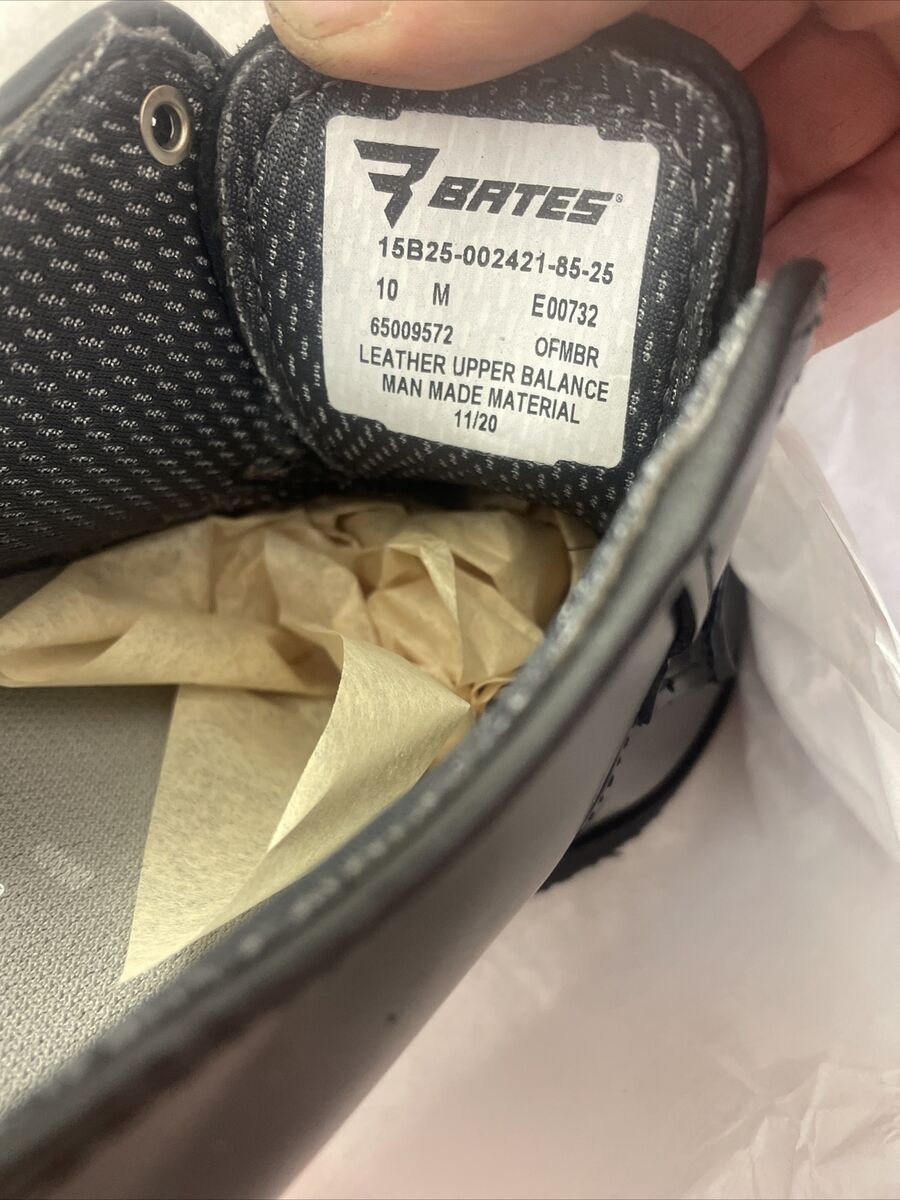 BATES®
15B25-002421-85-25
10 M E00732
65009572 OFMBR
LEATHER UPPER BALANCE
MAN MADE MATERIAL
11/20